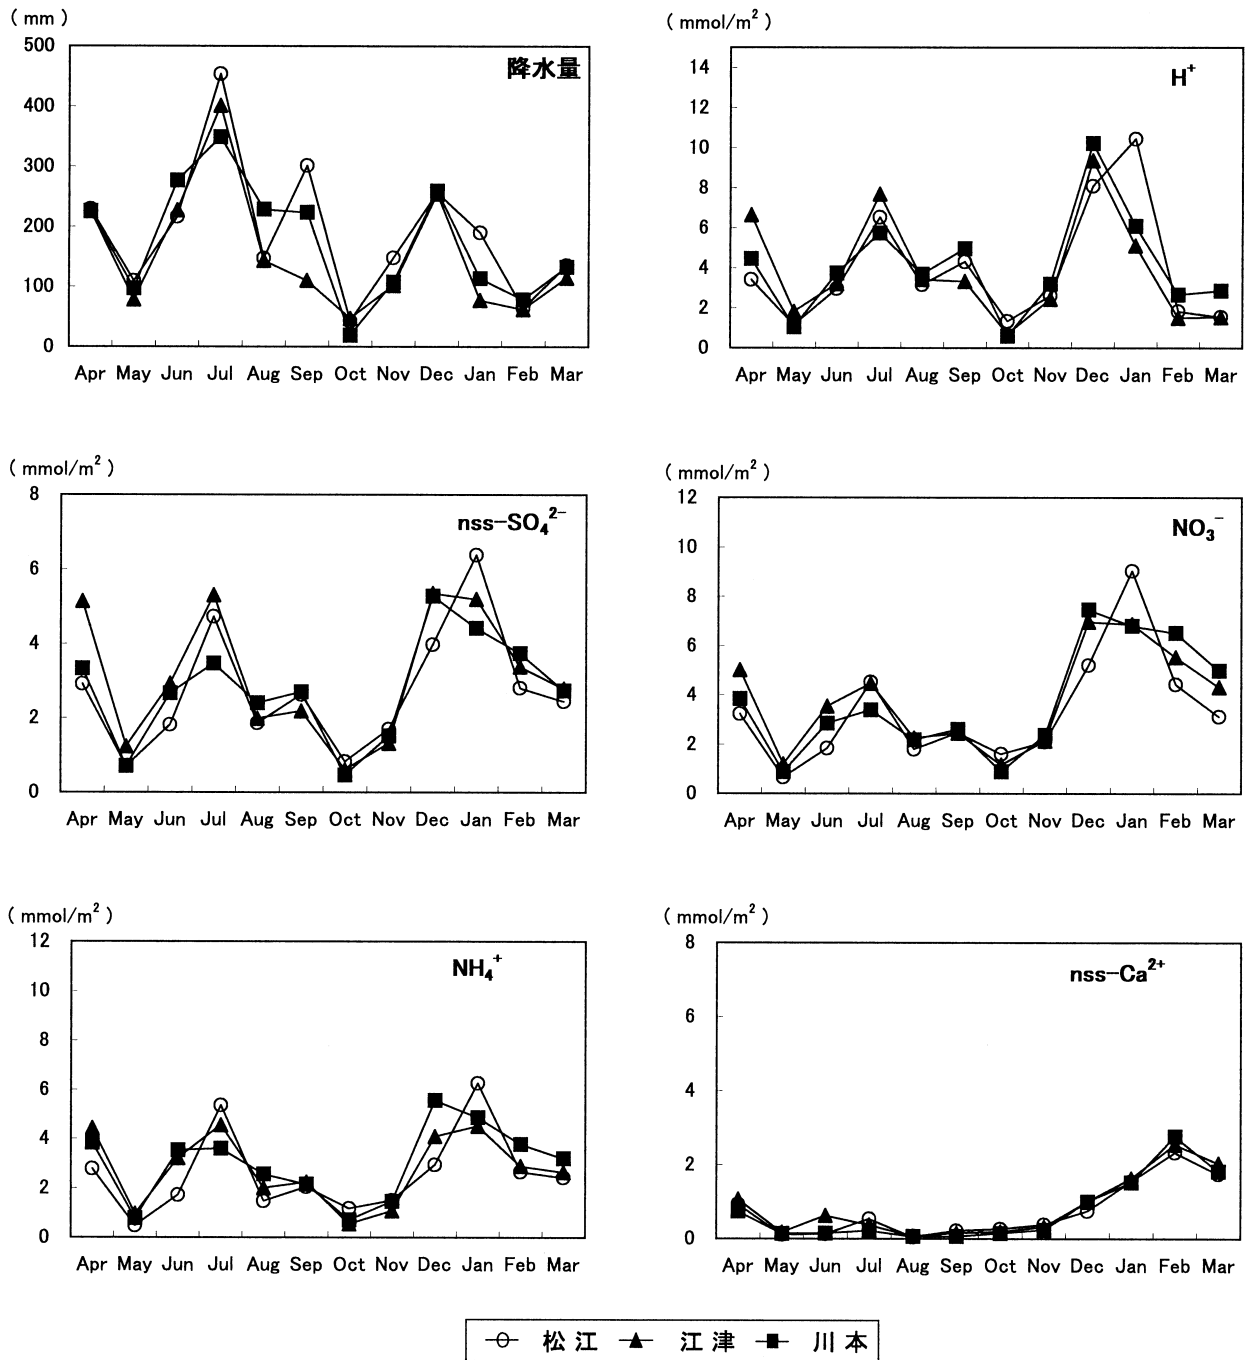 ( mm )
降水量
500
400
300
200
100
0
Apr May Jun Jul Aug Sep Oct Nov Dec Jan Feb Mar
( mmol/m² )
H⁺
14
12
10
8
6
4
2
0
Apr May Jun Jul Aug Sep Oct Nov Dec Jan Feb Mar
( mmol/m² )
nss-SO₄²⁻
8
6
4
2
0
Apr May Jun Jul Aug Sep Oct Nov Dec Jan Feb Mar
( mmol/m² )
NO₃⁻
12
10
8
6
4
2
0
Apr May Jun Jul Aug Sep Oct Nov Dec Jan Feb Mar
( mmol/m² )
NH₄⁺
12
10
8
6
4
2
0
Apr May Jun Jul Aug Sep Oct Nov Dec Jan Feb Mar
( mmol/m² )
nss-Ca²⁺
8
6
4
2
0
Apr May Jun Jul Aug Sep Oct Nov Dec Jan Feb Mar
松江 江津 川本